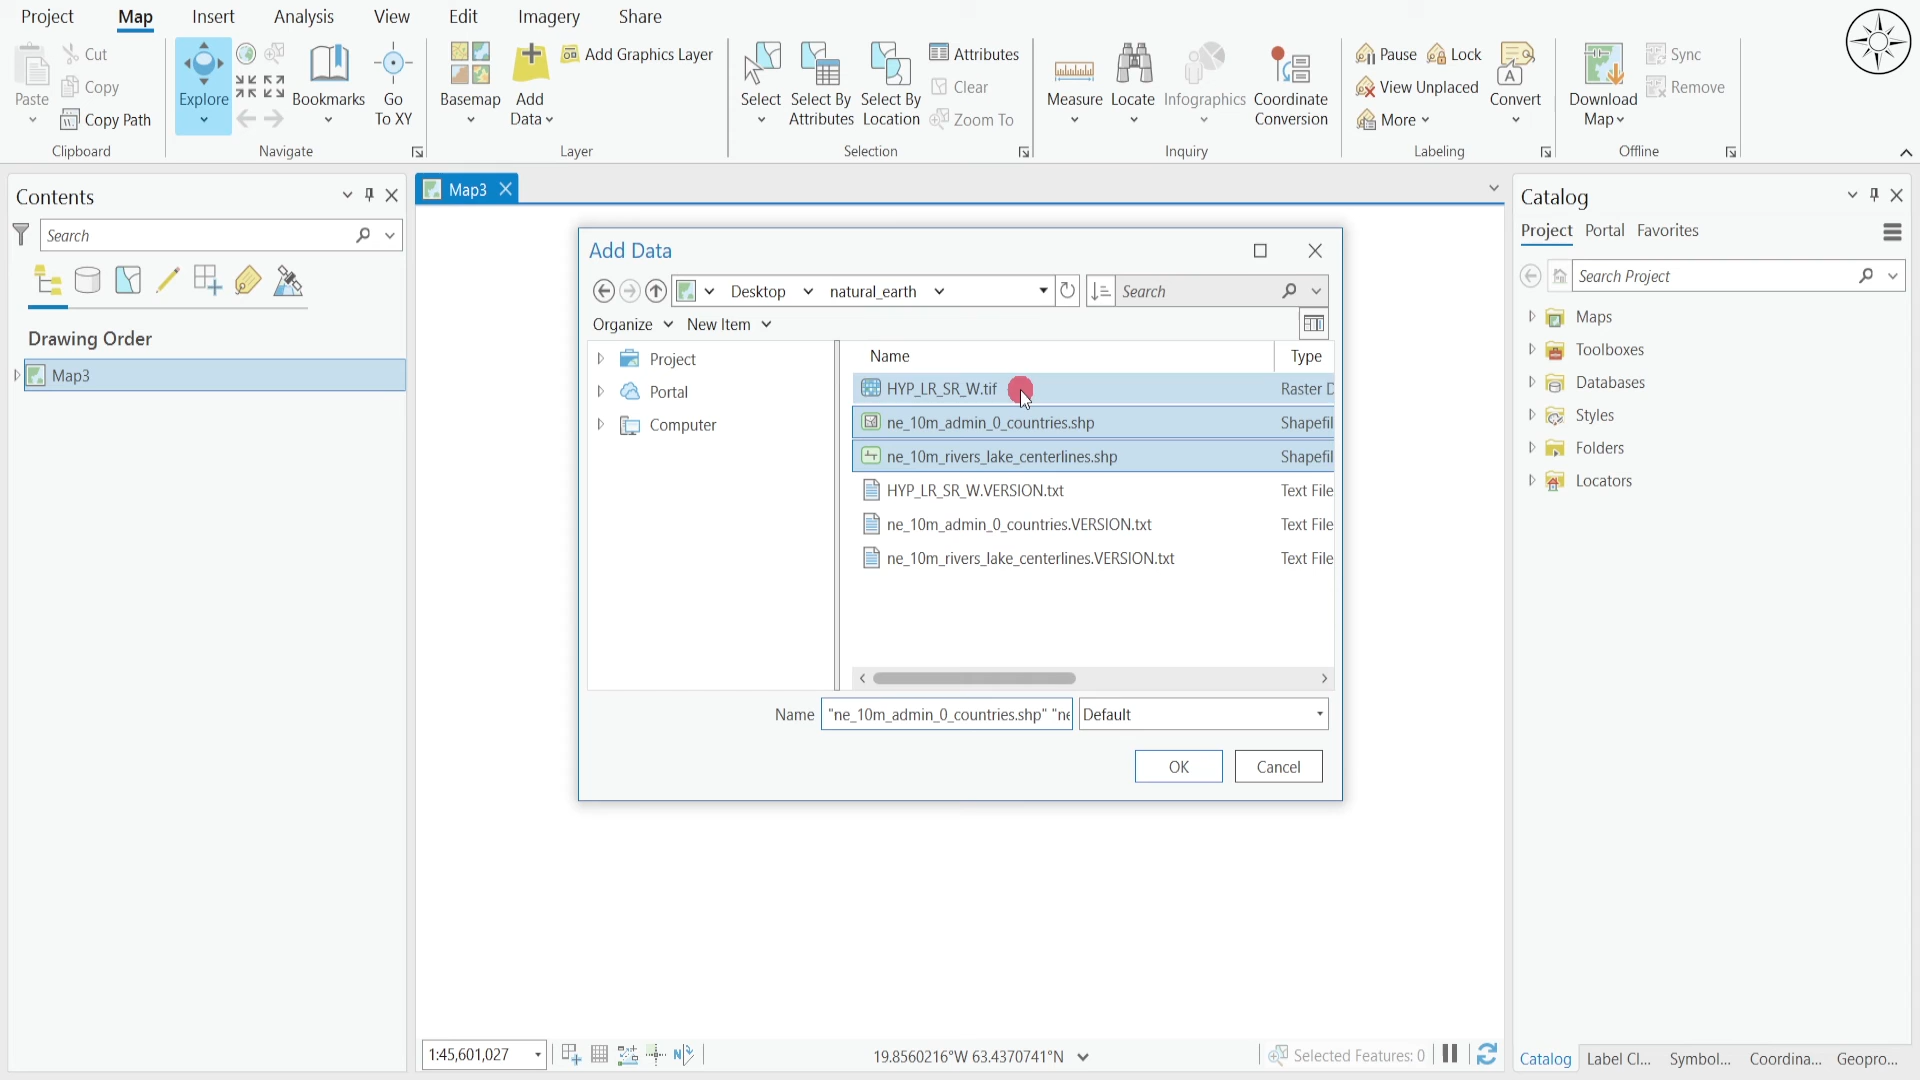 Project Map Insert Analysis View Edit Imagery Share
Paste Cut Copy Copy Path
Clipboard
Explore Bookmarks Go To XY
Navigate
Basemap Add Data Add Graphics Layer
Layer
Select Select By Attributes Select By Location Attributes Clear Zoom To
Selection
Measure Locate Infographics Coordinate Conversion
Inquiry
Pause Lock View Unplaced More Convert
Labeling
Download Map Sync Remove
Offline
Contents
Search
Drawing Order
Map3
Map3
Add Data
Desktop natural_earth Search
Organize New Item
Project
Portal
Computer
Name Type
HYP_LR_SR_W.tif Raster D
ne_10m_admin_0_countries.shp Shapefil
ne_10m_rivers_lake_centerlines.shp Shapefil
HYP_LR_SR_W.VERSION.txt Text File
ne_10m_admin_0_countries.VERSION.txt Text File
ne_10m_rivers_lake_centerlines.VERSION.txt Text File
Name "ne_10m_admin_0_countries.shp" "ne Default
OK Cancel
1:45,601,027 19.8560216°W 63.4370741°N Selected Features: 0
Catalog
Project Portal Favorites
Search Project
Maps
Toolboxes
Databases
Styles
Folders
Locators
Catalog Label Cl... Symbol... Coordina... Geopro...